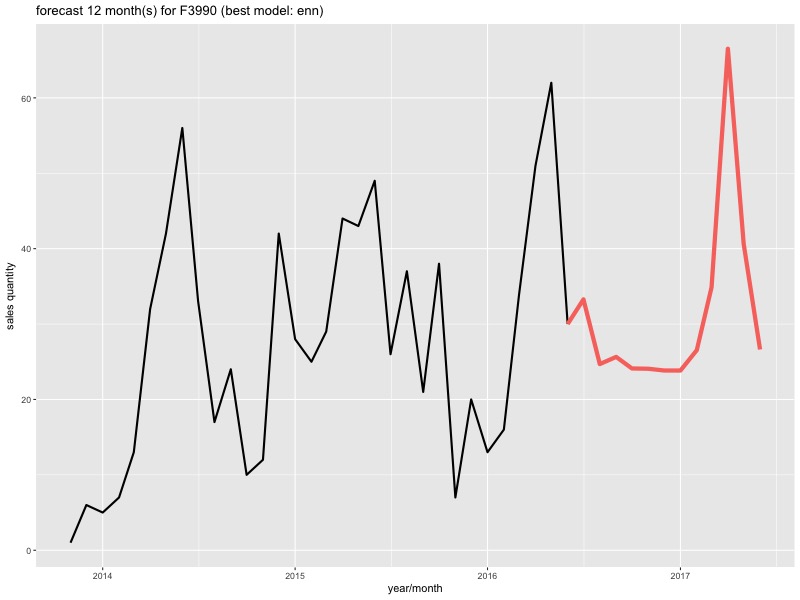 forecast 12 month(s) for F3990 (best model: enn)
60
40
20
0
sales quantity
2014 2015 2016 2017
year/month